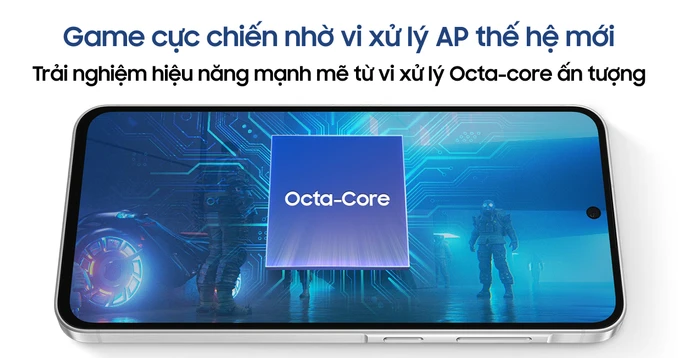 Game cực chiến nhờ vi xử lý AP thế hệ mới
Trải nghiệm hiệu năng mạnh mẽ từ vi xử lý Octa-core ấn tượng
Octa-Core